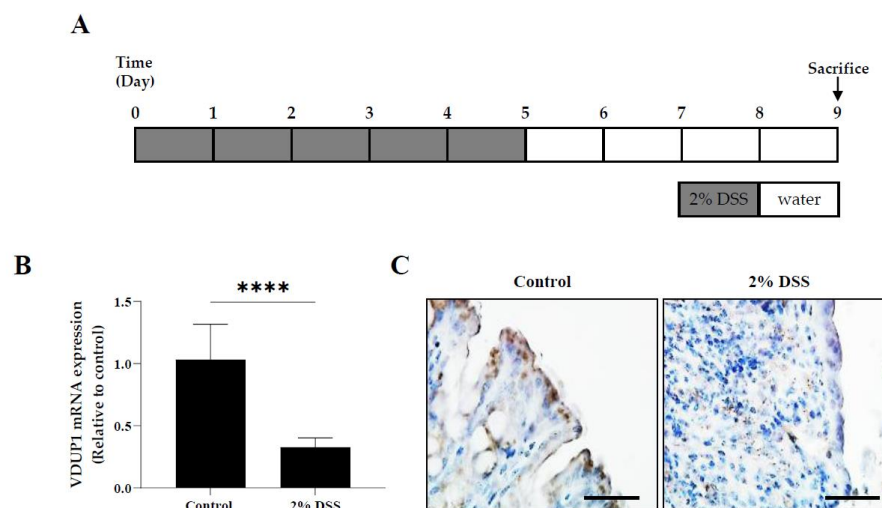 A
Time
(Day)
Sacrifice
0 1 2 3 4 5 6 7 8 9
2% DSS water
B
VDUP1 mRNA expression
(Relative to control)
****
1.5
1.0
0.5
0.0
Control 2% DSS
C
Control 2% DSS